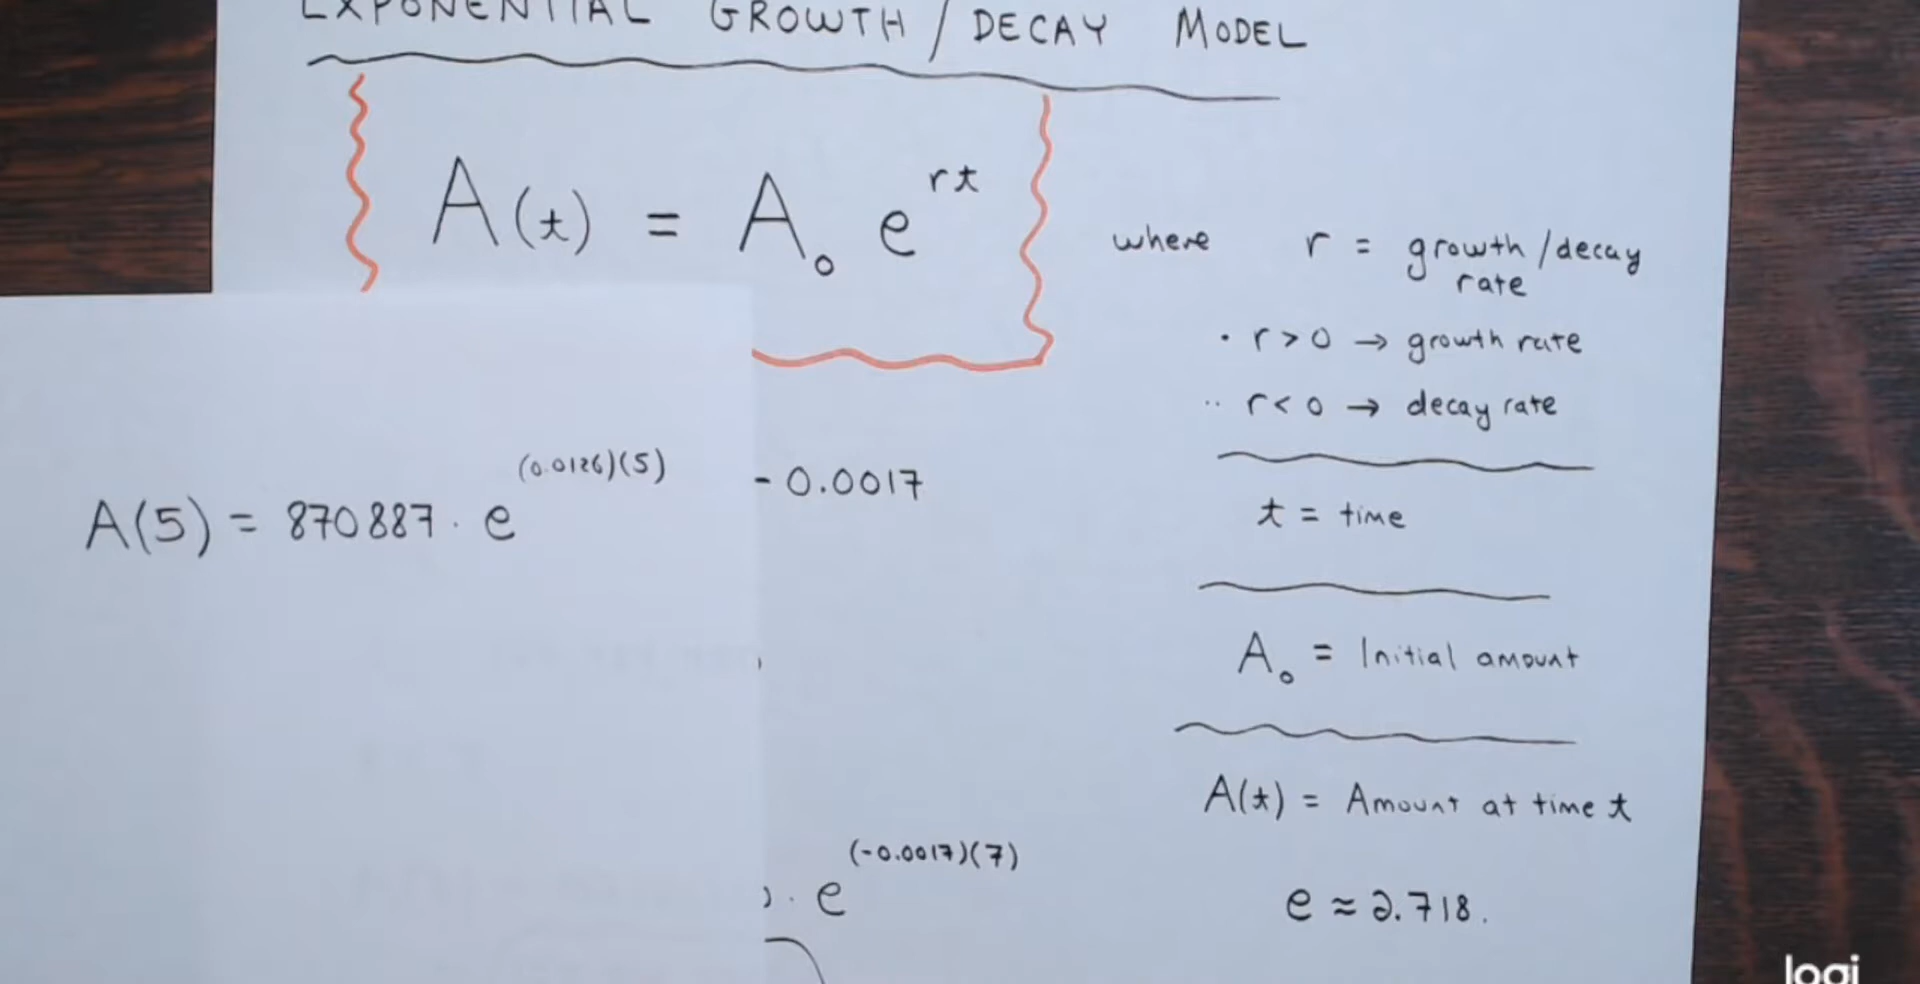 EXPONENTIAL GROWTH / DECAY MODEL
A(t) = A₀ e^rt
where r = growth/decay rate
· r > 0 → growth rate
·· r < 0 → decay rate
t = time
A₀ = Initial amount
A(t) = Amount at time t
e ≈ 2.718.
A(5) = 870887 · e^(0.0126)(5)
- 0.0017
· e^(-0.0017)(7)
logi